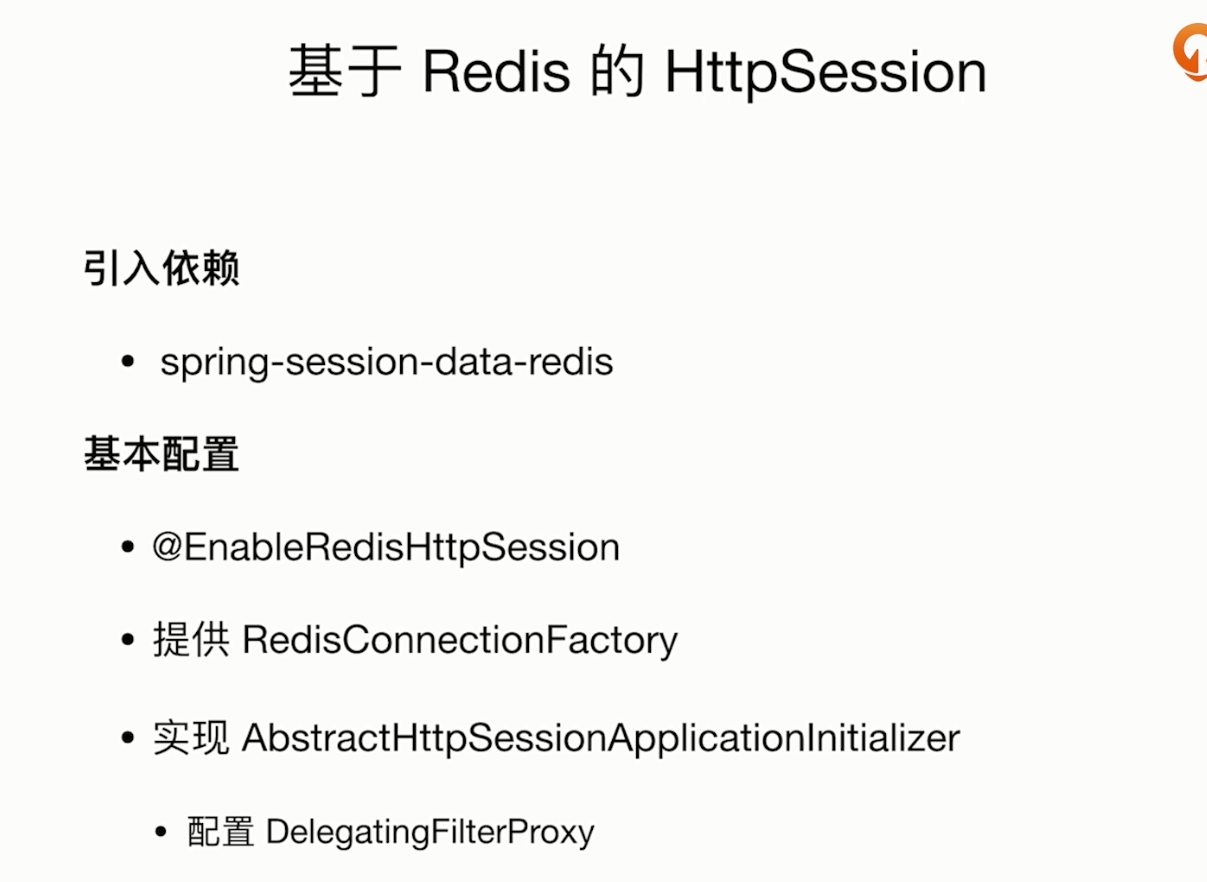 基于 Redis 的 HttpSession
引入依赖
• spring-session-data-redis
基本配置
• @EnableRedisHttpSession
• 提供 RedisConnectionFactory
• 实现 AbstractHttpSessionApplicationInitializer
• 配置 DelegatingFilterProxy